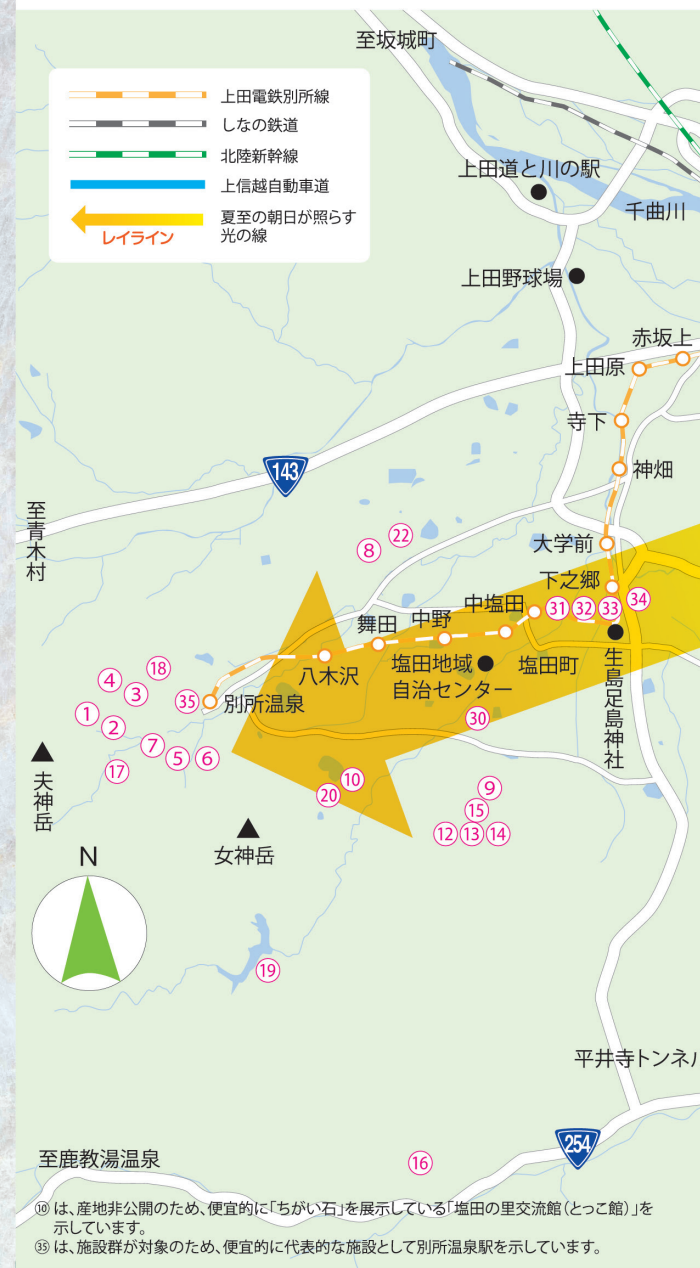 至坂城町
上田電鉄別所線
しなの鉄道
北陸新幹線
上信越自動車道
夏至の朝日が照らす
光の線
レイライン
上田道と川の駅
千曲川
上田野球場
赤坂上
上田原
寺下
神畑
143
至青木村
大学前
㉒
⑧
下之郷
中塩田
㉛ ㉜ ㉝ ㉞
中野
舞田
八木沢
塩田地域
自治センター
塩田町
生島足島神社
⑱
④
③
㉟
別所温泉
①
②
㉚
⑦
⑤ ⑥
⑰
夫神岳
⑩
⑳
⑨
⑮
⑫ ⑬ ⑭
女神岳
N
⑲
平井寺トンネル
254
至鹿教湯温泉
⑯
⑩は、産地非公開のため、便宜的に「ちがい石」を展示している「塩田の里交流館(とっこ館)」を
示しています。
㉟は、施設群が対象のため、便宜的に代表的な施設として別所温泉駅を示しています。